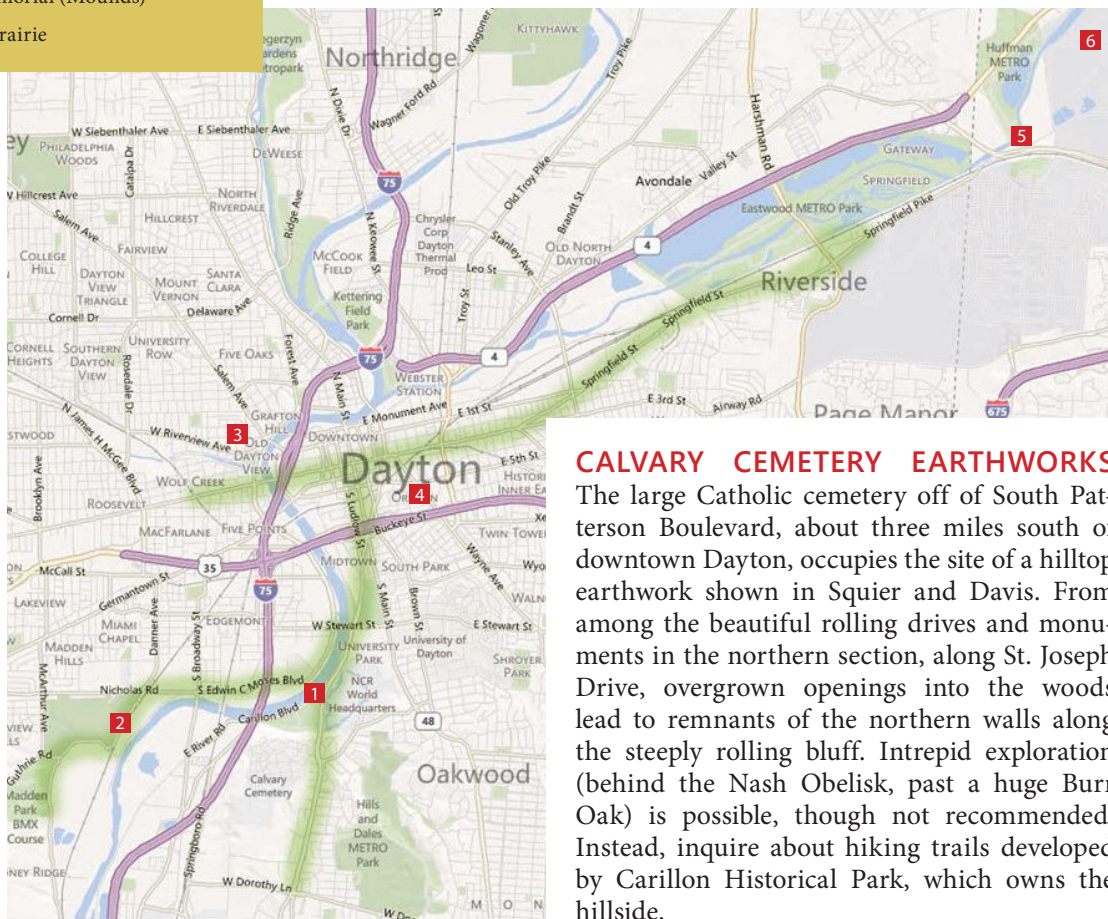 rairie
KITTYHAWK
Northridge
Troy Pike
6
Huffman
METRO
Park
N Dixie Dr
Wagner Ford Rd
W Siebenthaler Ave
E Siebenthaler Ave
PHILADELPHIA
WOODS
Catalpa Dr
DEWEESE
Harshman Rd
5
GATEWAY
SPRINGFIELD
Valley St
Avondale
Old Troy Pike
Brandt St
75
W Hillcrest Ave
NORTH
RIVERDALE
Ridge Ave
Salem Ave
HILLCREST
N Keowee St
Chrysler
Corp
Dayton
Thermal
Prod
Stanley Ave
Eastwood METRO Park
Springfield Pike
OLD NORTH
DAYTON
4
FAIRVIEW
COLLEGE
HILL
DAYTON
VIEW
TRIANGLE
MOUNT
VERNON
SANTA
CLARA
MCCOOK
FIELD
Leo St
Riverside
Kettering
Field
Park
Troy St
Delaware Ave
Cornell Dr
Springfield St
CORNELL
HEIGHTS
SOUTHERN
DAYTON
VIEW
UNIVERSITY
ROW
FIVE OAKS
Forest Ave
75
4
Rosedale Dr
Salem Ave
N Main St
WEBSTER
STATION
Springfield St
E Monument Ave
E 1st St
E 3rd St
Airway Rd
675
Page Manor
N James H McGee Blvd
GRAFTON
HILL
3
W Riverview Ave
OLD
DAYTON
VIEW
DOWNTOWN
Dayton
E 5th St
WOLF CREEK
Brooklyn Ave
ROOSEVELT
4
S Ludlow St
Buckeye St
MACFARLANE
FIVE POINTS
35
McCall St
MIDTOWN
SOUTH PARK
Wayne Ave
Germantown St
75
LAKEVIEW
MIAMI
CHAPEL
Danner Ave
S Broadway St
EDGEMONT
S Main St
Brown St
W Stewart St
E Stewart St
MADDEN
HILLS
UNIVERSITY
PARK
University of
Dayton
SHROYER
PARK
McArthur Ave
Nicholas Rd
S Edwin C Moses Blvd
1
NCR
World
Headquarters
2
Carillon Blvd
48
E River Rd
Guthrie Rd
Calvary
Cemetery
Oakwood
Madden
Park
BMX
Course
Hills
and
Dales
METRO
Park
Springboro Rd
W Dorothy Ln
CALVARY CEMETERY EARTHWORKS
The large Catholic cemetery off of South Pat-
terson Boulevard, about three miles south of
downtown Dayton, occupies the site of a hilltop
earthwork shown in Squier and Davis. From
among the beautiful rolling drives and monu-
ments in the northern section, along St. Joseph
Drive, overgrown openings into the woods
lead to remnants of the northern walls along
the steeply rolling bluff. Intrepid exploration
(behind the Nash Obelisk, past a huge Burr
Oak) is possible, though not recommended.
Instead, inquire about hiking trails developed
by Carillon Historical Park, which owns the
hillside.